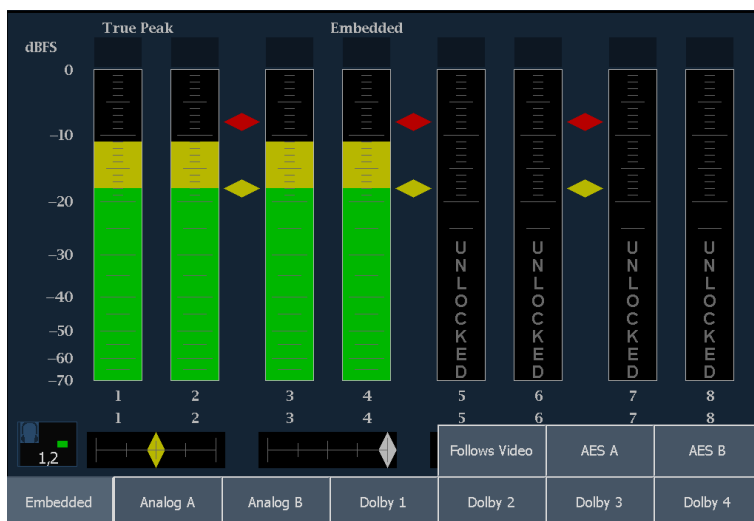 True Peak Embedded
dBFS
0
−10
−20
−30
−40
−50
−60
−70
UNLOCKED UNLOCKED UNLOCKED UNLOCKED
1 2 3 4 5 6 7 8
1 2 3 4 5 6 7 8
1,2
Follows Video AES A AES B
Embedded Analog A Analog B Dolby 1 Dolby 2 Dolby 3 Dolby 4